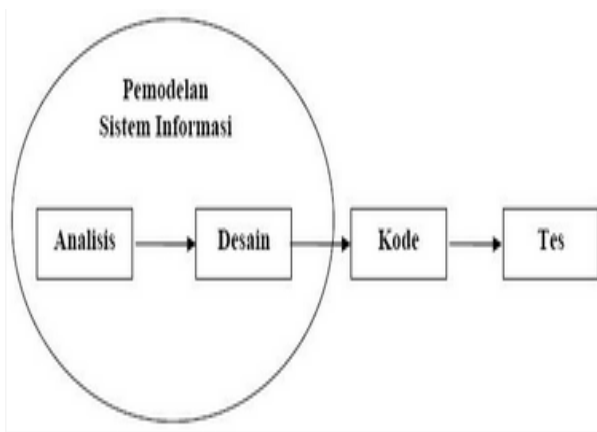 Pemodelan
Sistem Informasi
Analisis
Desain
Kode
Tes